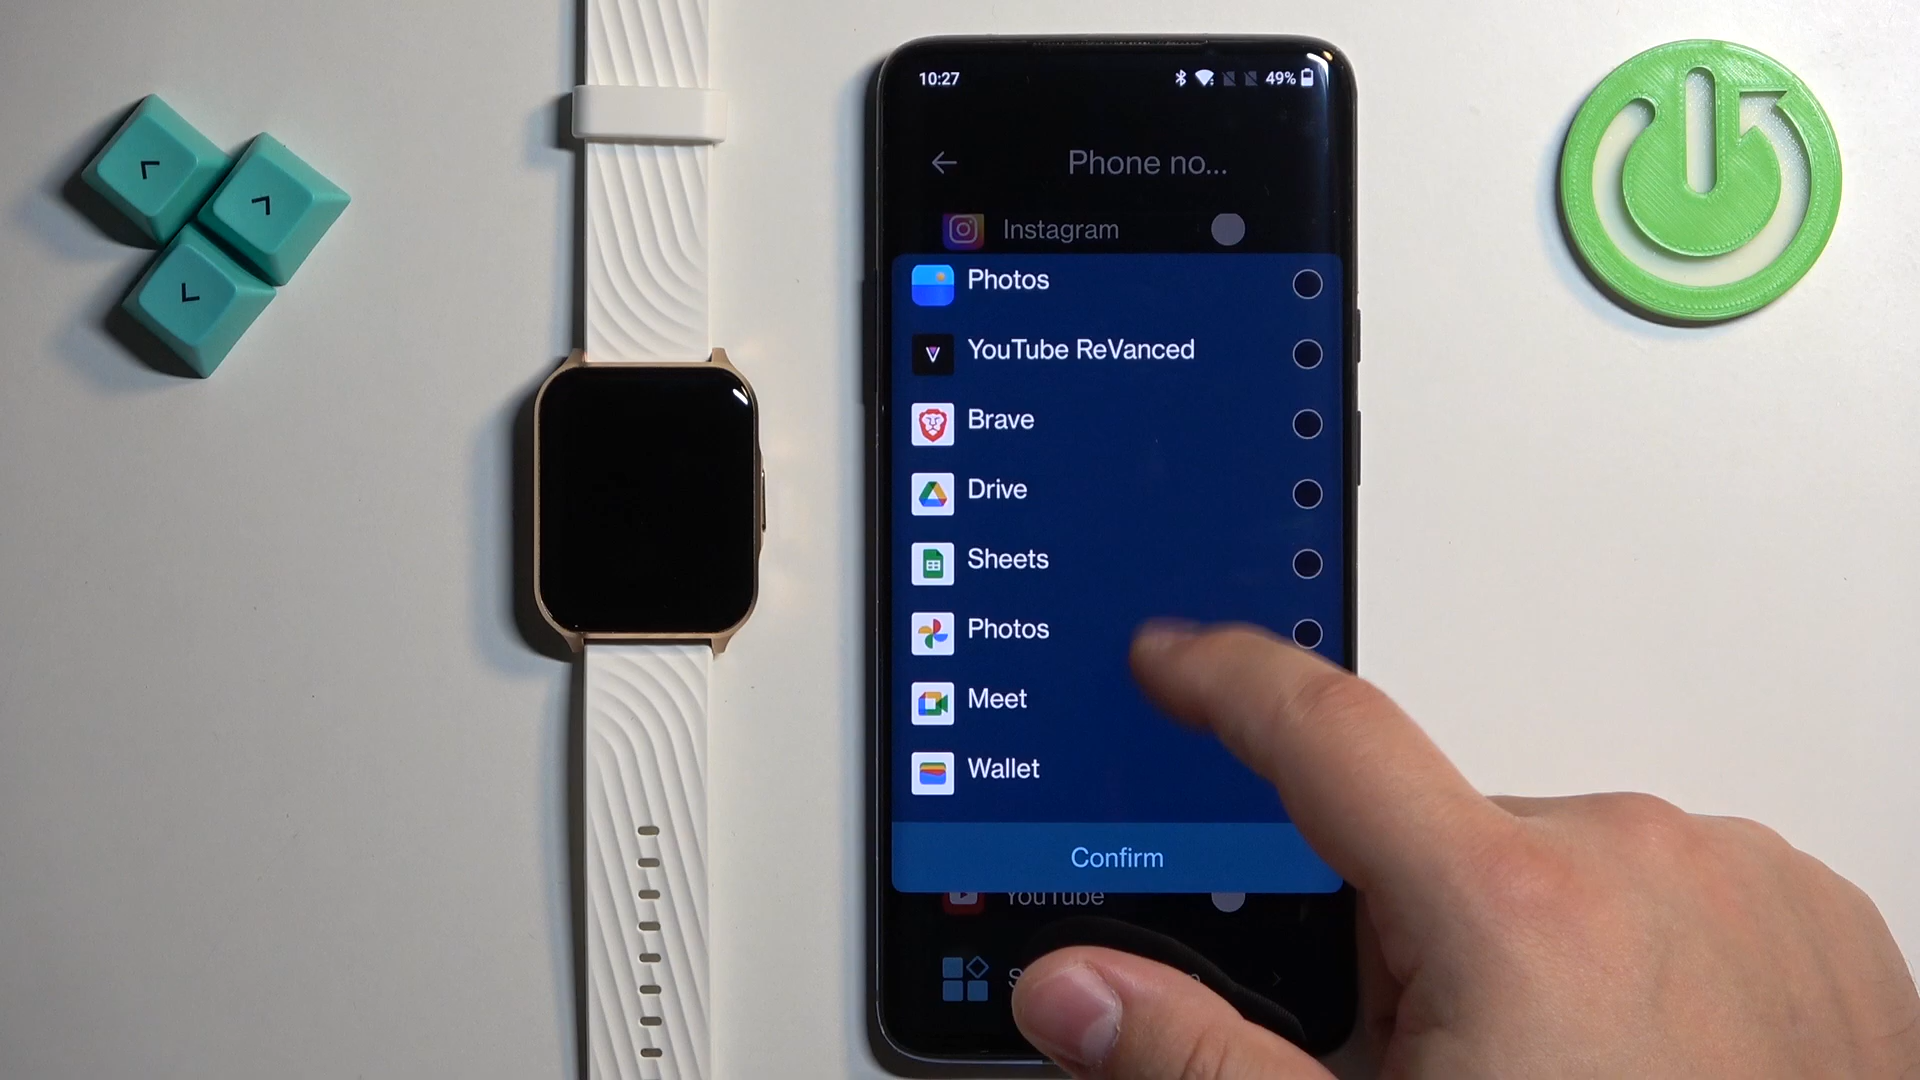 10:27
49%
Phone no...
Instagram
Photos
YouTube ReVanced
Brave
Drive
Sheets
Photos
Meet
Wallet
Confirm
YouTube